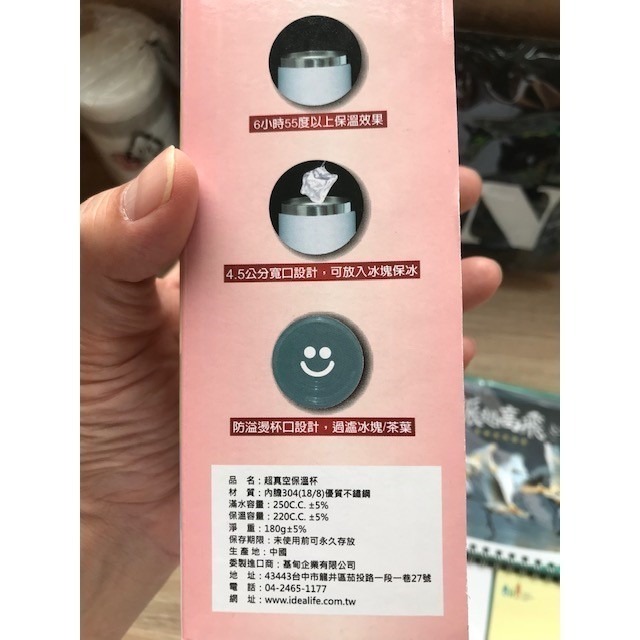 6小時55度以上保溫效果
4.5公分寬口設計，可放入冰塊保冰
防溢燙杯口設計，過濾冰塊/茶葉
品 名：超真空保溫杯
材 質：內膽304(18/8)優質不鏽鋼
滿水容量：250C.C. ±5%
保溫容量：220C.C. ±5%
淨 重：180g±5%
保存期限：未使用前可永久存放
生 產 地：中國
委製進口商：基甸企業有限公司
地 址：43443台中市龍井區茄投路一段一巷27號
電 話：04-2465-1177
網 址：www.idealife.com.tw
N